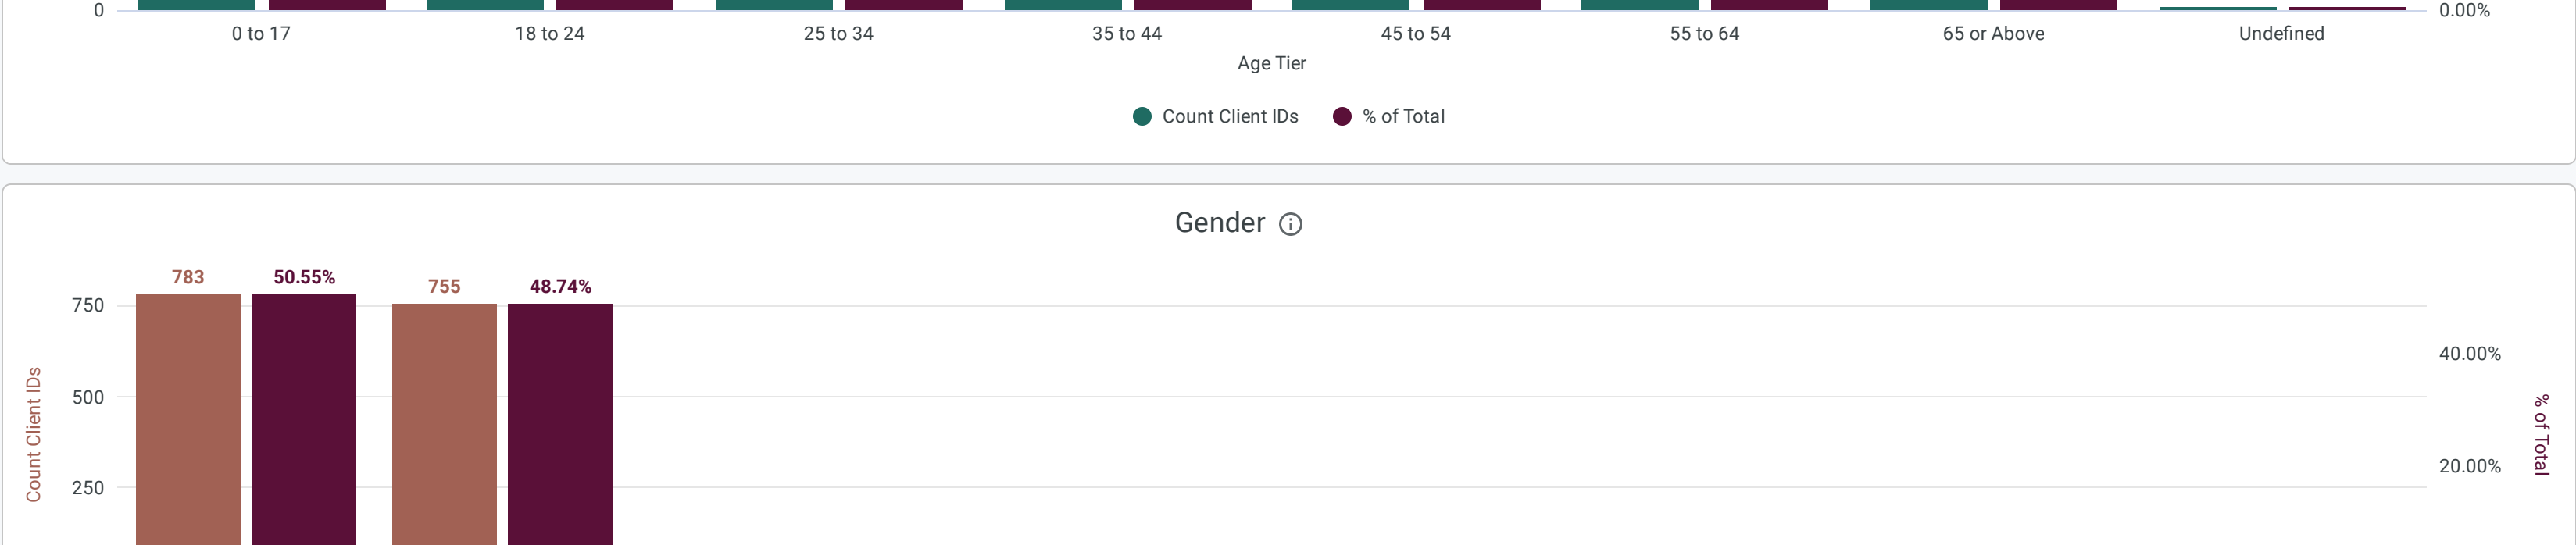 0
0.00%
0 to 17
18 to 24
25 to 34
35 to 44
45 to 54
55 to 64
65 or Above
Undefined
Age Tier
Count Client IDs
% of Total
Gender
783
50.55%
755
48.74%
750
500
250
Count Client IDs
40.00%
20.00%
% of Total